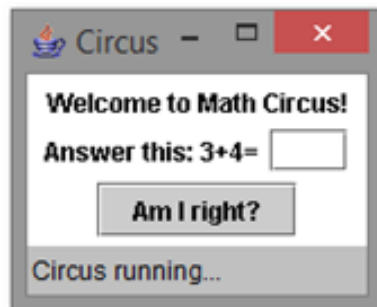 Circus
Welcome to Math Circus!
Answer this: 3+4=
Am I right?
Circus running...